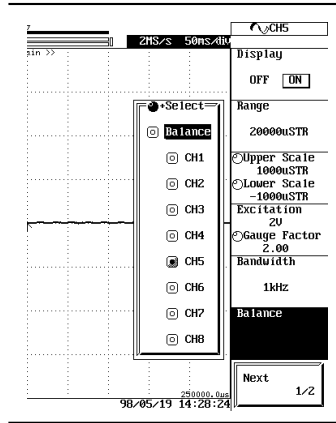 7
CH5
2MS/s 50ms/div
ain >>
Display
OFF ON
+Select
Balance
CH1
CH2
CH3
CH4
CH5
CH6
CH7
CH8
Range
20000uSTR
Upper Scale
1000uSTR
Lower Scale
-1000uSTR
Excitation
2V
Gauge Factor
2.00
Bandwidth
1kHz
Balance
Next
1/2
250000.0us
98/05/19 14:28:24